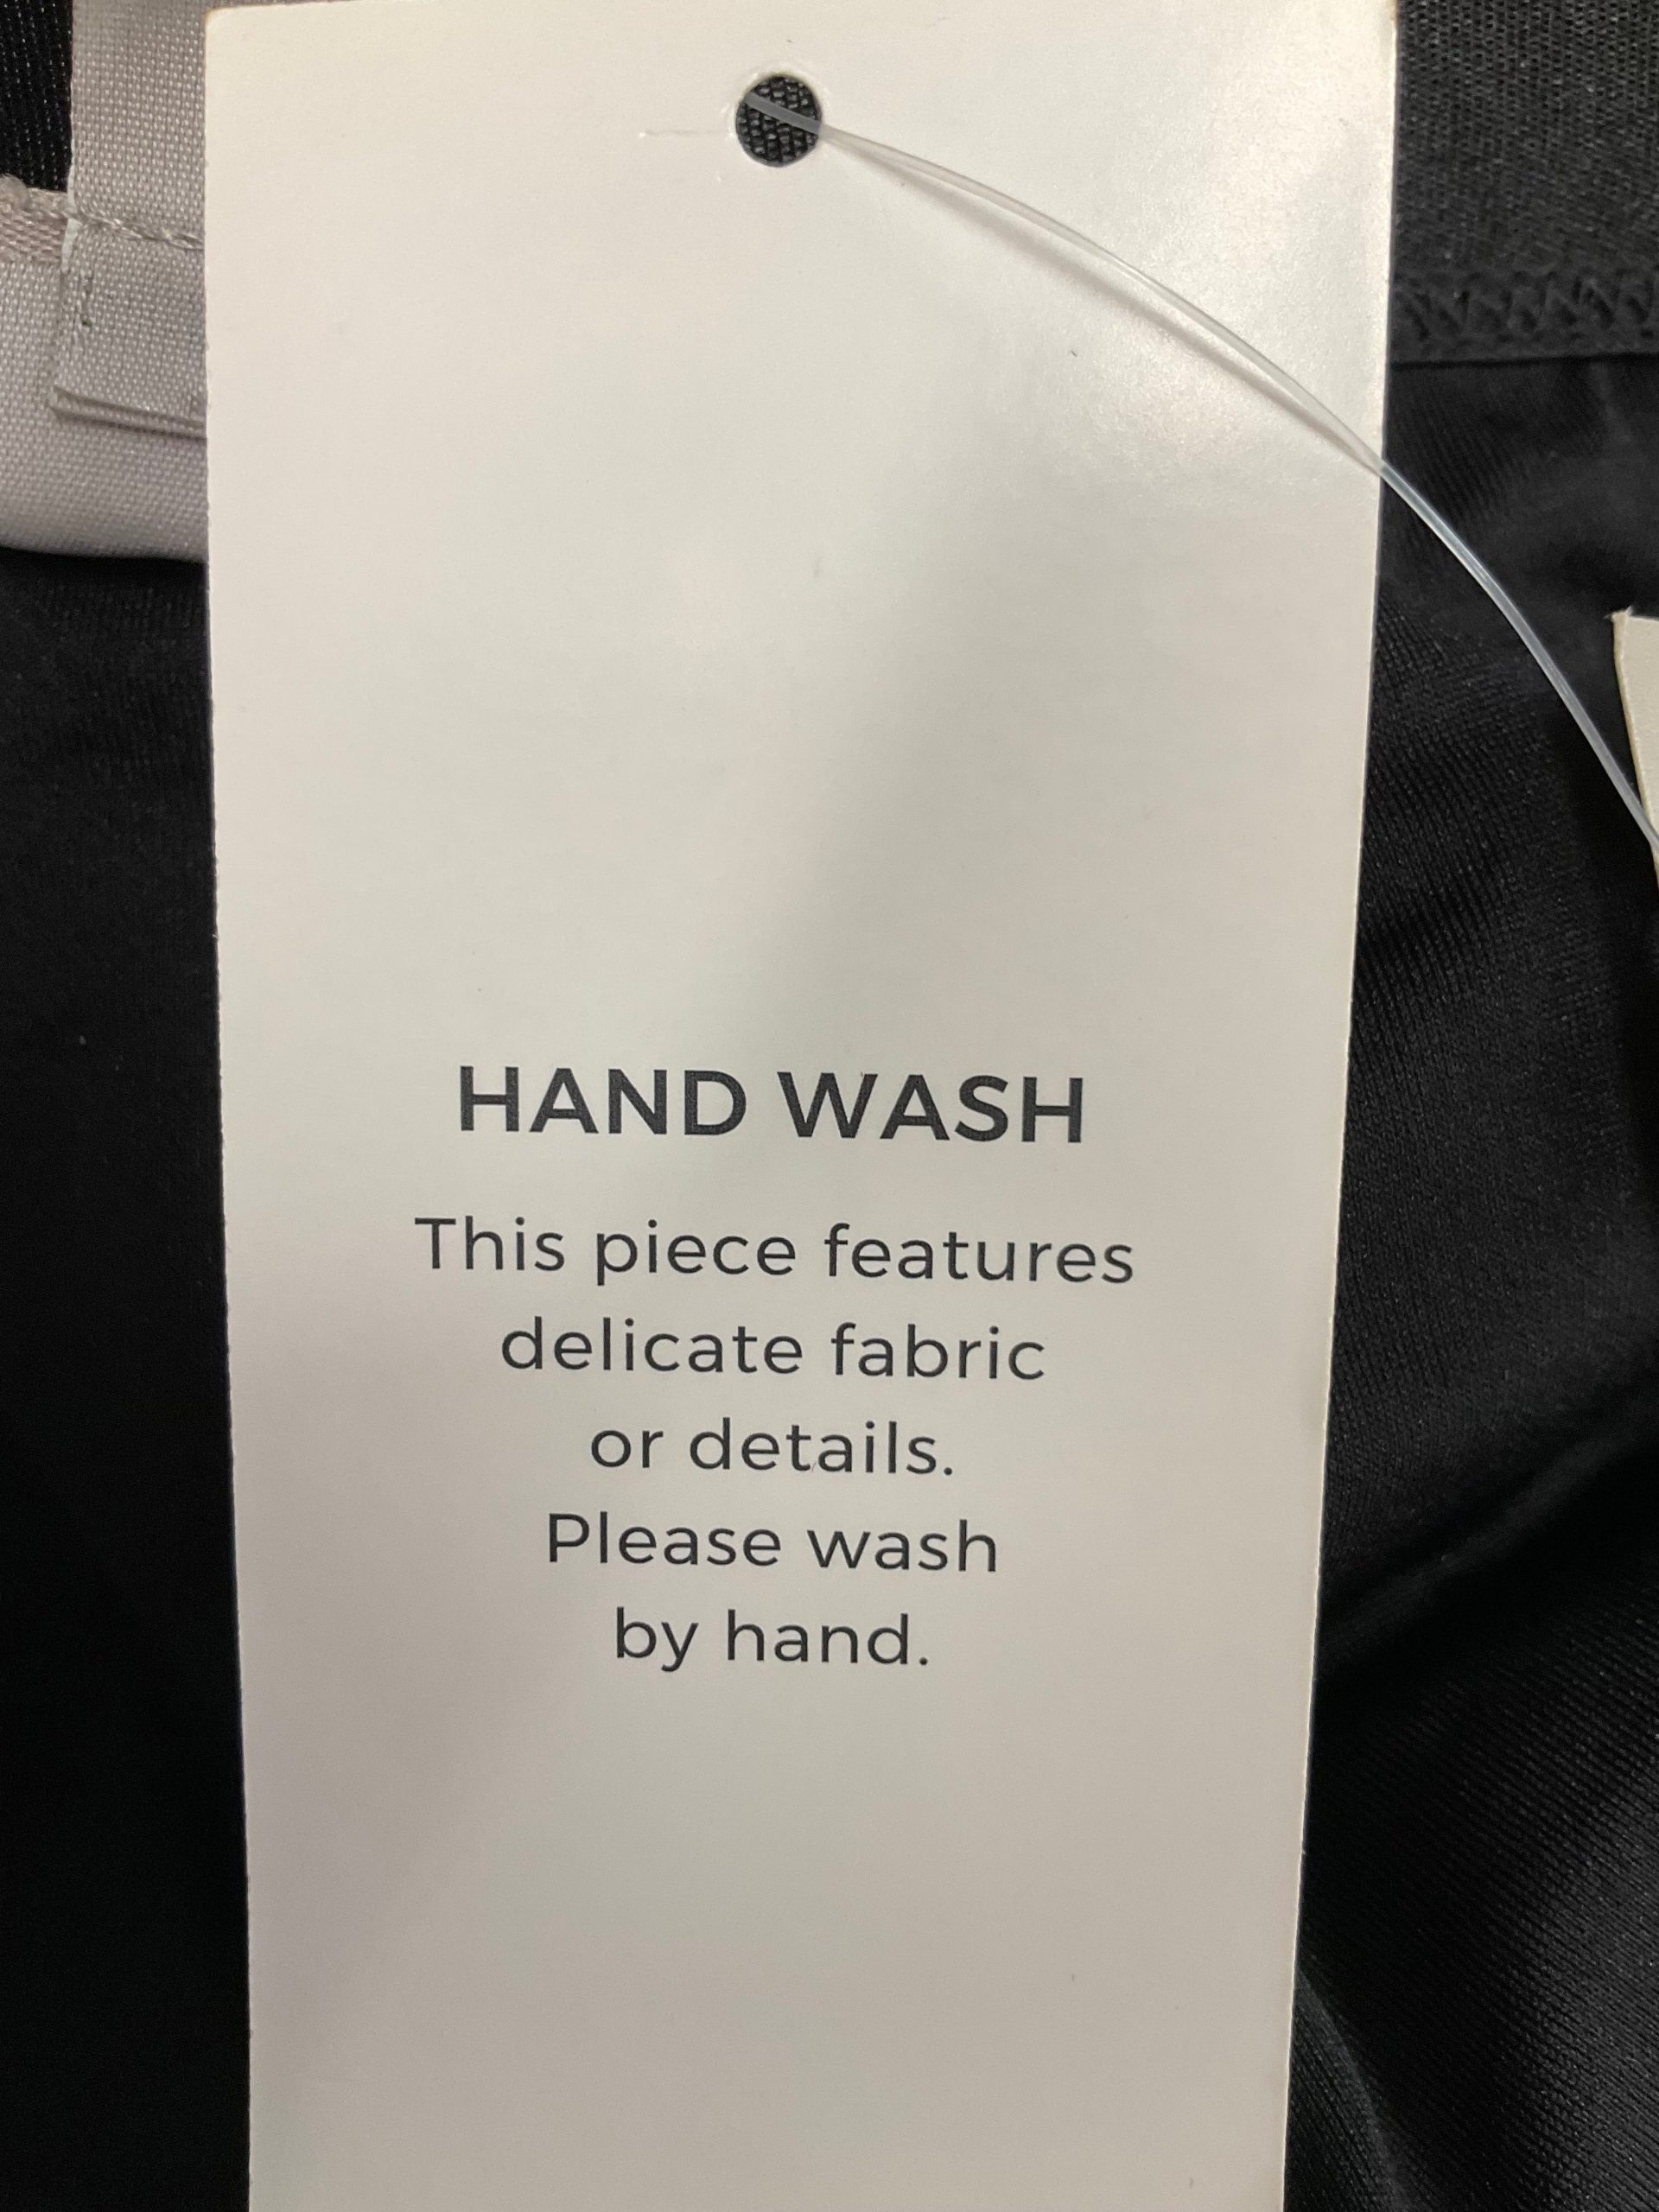 HAND WASH
This piece features
delicate fabric
or details.
Please wash
by hand.